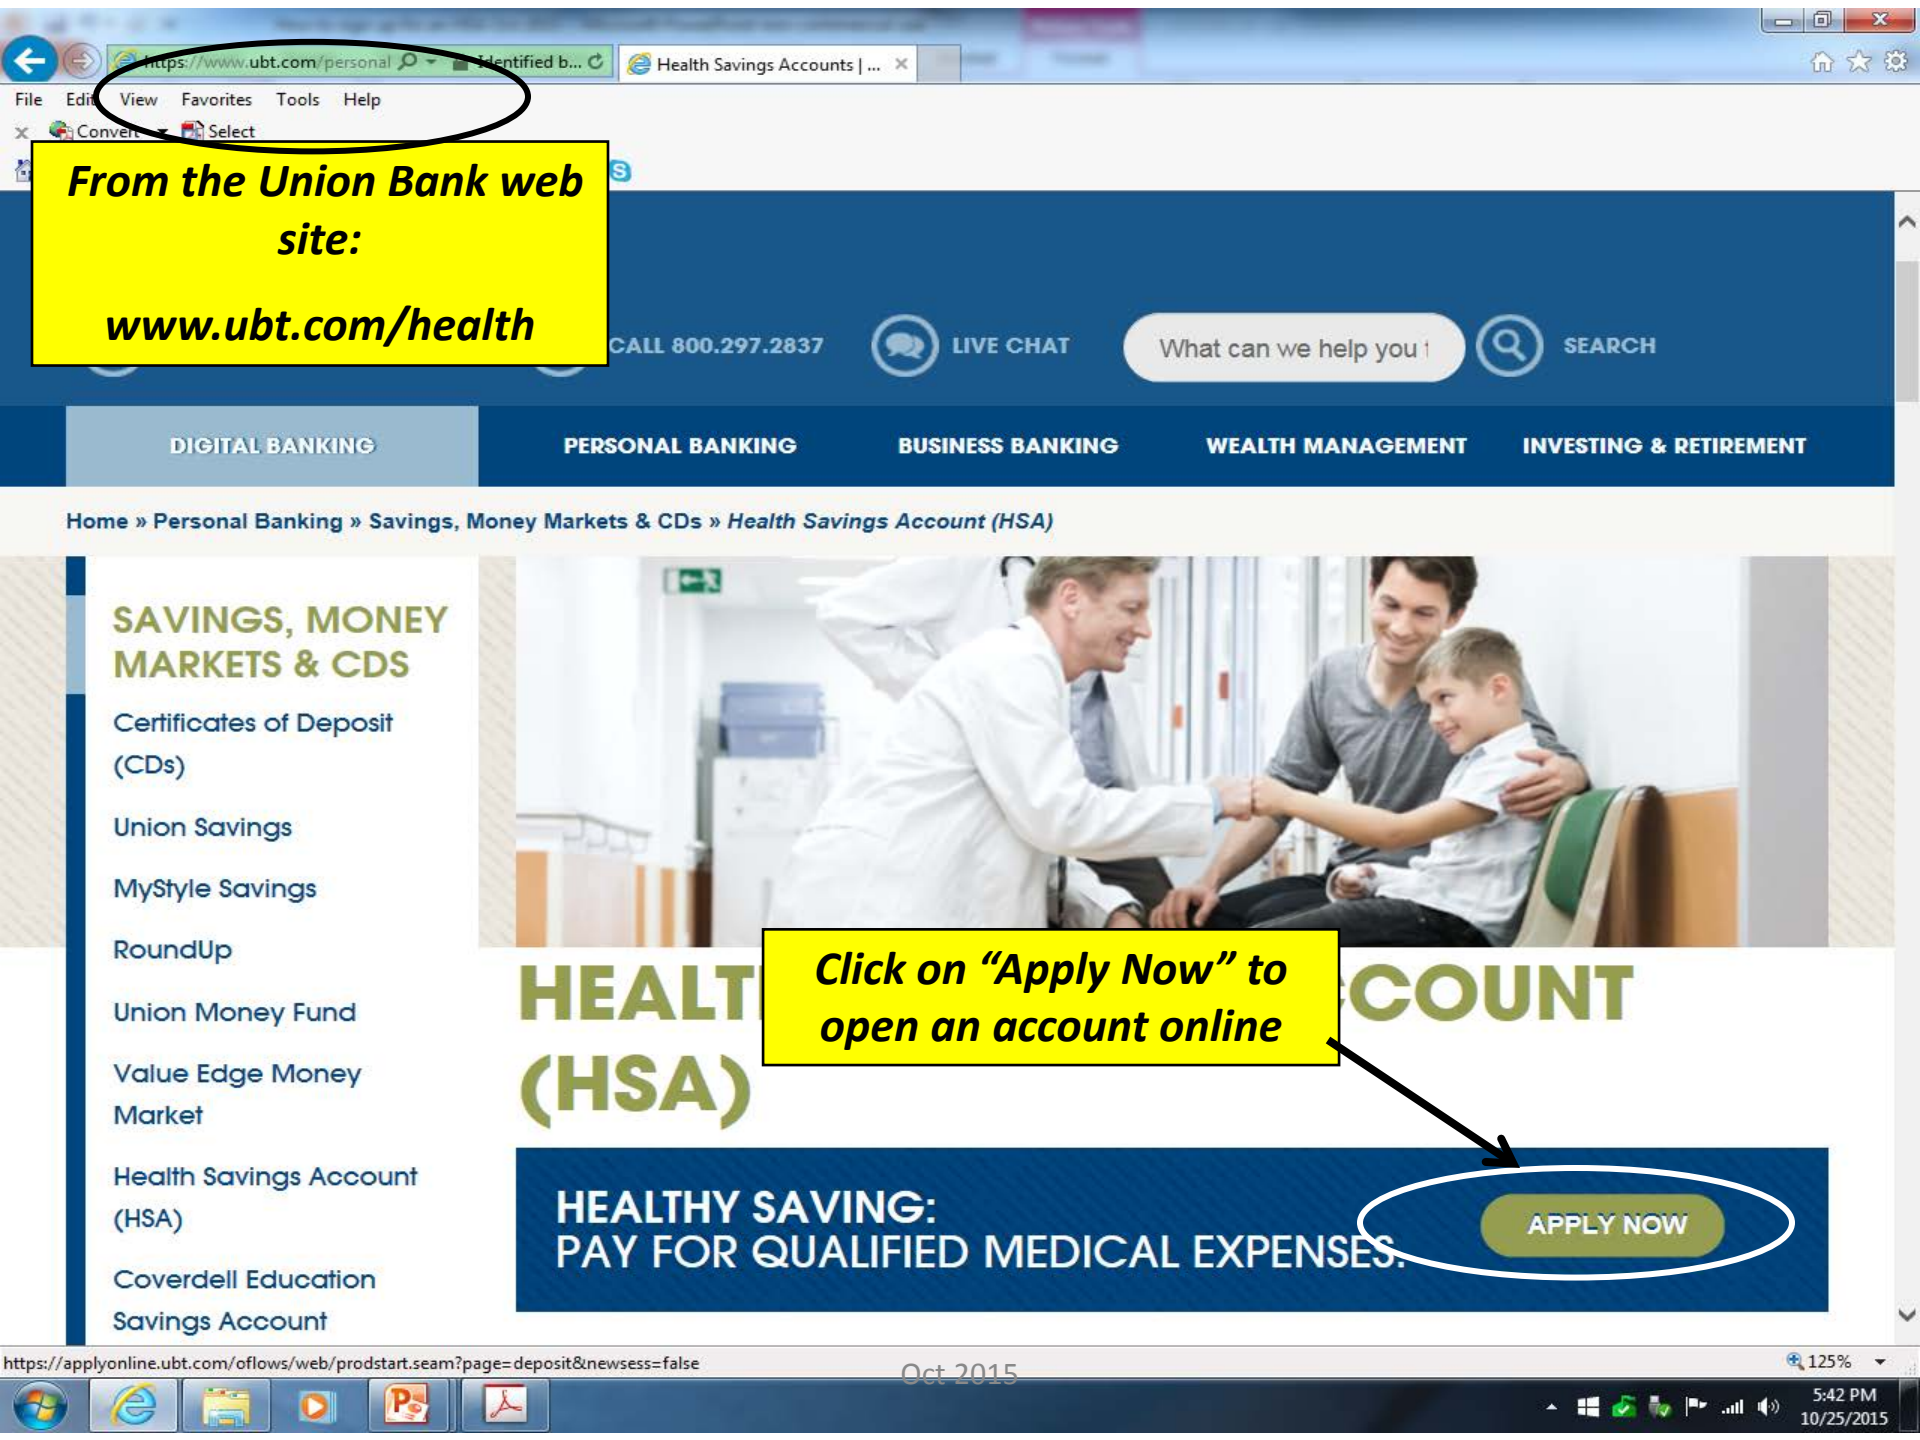 https://www.ubt.com/personal
Identified b...
Health Savings Accounts | ...
File Edit View Favorites Tools Help
Convert Select
From the Union Bank web
site:
www.ubt.com/health
CALL 800.297.2837
LIVE CHAT
What can we help you
SEARCH
DIGITAL BANKING
PERSONAL BANKING
BUSINESS BANKING
WEALTH MANAGEMENT
INVESTING & RETIREMENT
Home » Personal Banking » Savings, Money Markets & CDs » Health Savings Account (HSA)
SAVINGS, MONEY
MARKETS & CDS
Certificates of Deposit
(CDs)
Union Savings
MyStyle Savings
RoundUp
Union Money Fund
Value Edge Money
Market
Health Savings Account
(HSA)
Coverdell Education
Savings Account
Click on “Apply Now” to
open an account online
HEALT CCOUNT
(HSA)
HEALTHY SAVING:
PAY FOR QUALIFIED MEDICAL EXPENSES.
APPLY NOW
https://applyonline.ubt.com/oflows/web/prodstart.seam?page=deposit&newsess=false
Oct 2015
125%
5:42 PM
10/25/2015